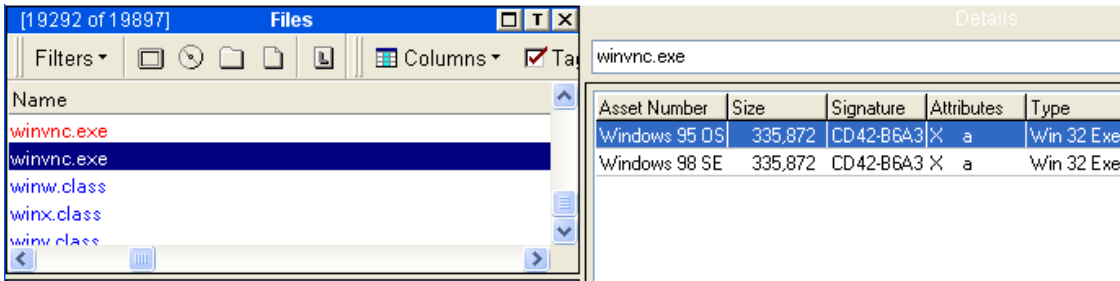 [19292 of 19897] Files T X
Details
Filters L Columns
winvnc.exe
Name
winvnc.exe
winvnc.exe
winw.class
winx.class
Asset Number Size Signature Attributes Type
Windows 95 OS 335,872 CD42-B6A3 X a Win 32 Exe
Windows 98 SE 335,872 CD42-B6A3 X a Win 32 Exe